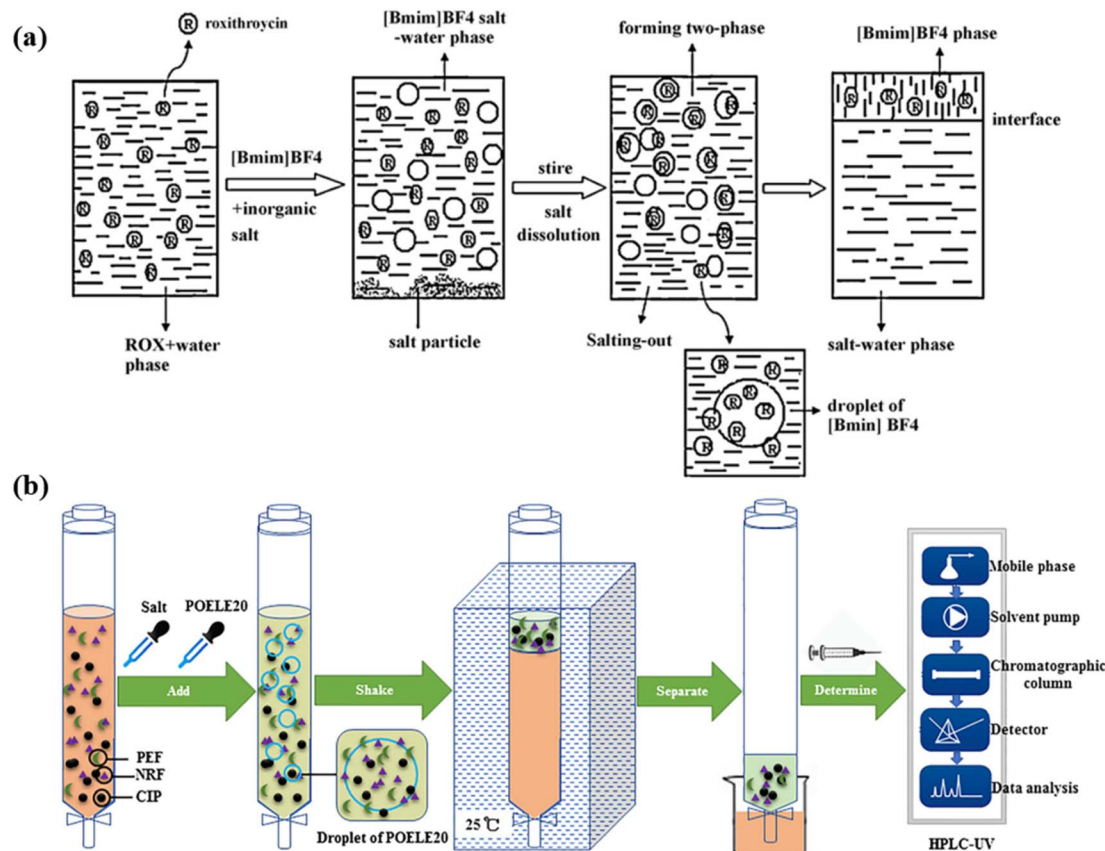 (a)
roxithroycin
[Bmim]BF4 salt
-water phase
forming two-phase
[Bmim]BF4 phase
R
interface
[Bmim]BF4
+inorganic
salt
stire
salt
dissolution
ROX+water
phase
salt particle
Salting-out
salt-water phase
droplet of
[Bmin] BF4
(b)
Salt
POELE20
Add
Shake
Separate
Determine
PEF
NRF
CIP
Droplet of POELE20
25℃
Mobile phase
Solvent pump
Chromatographic
column
Detector
Data analysis
HPLC-UV